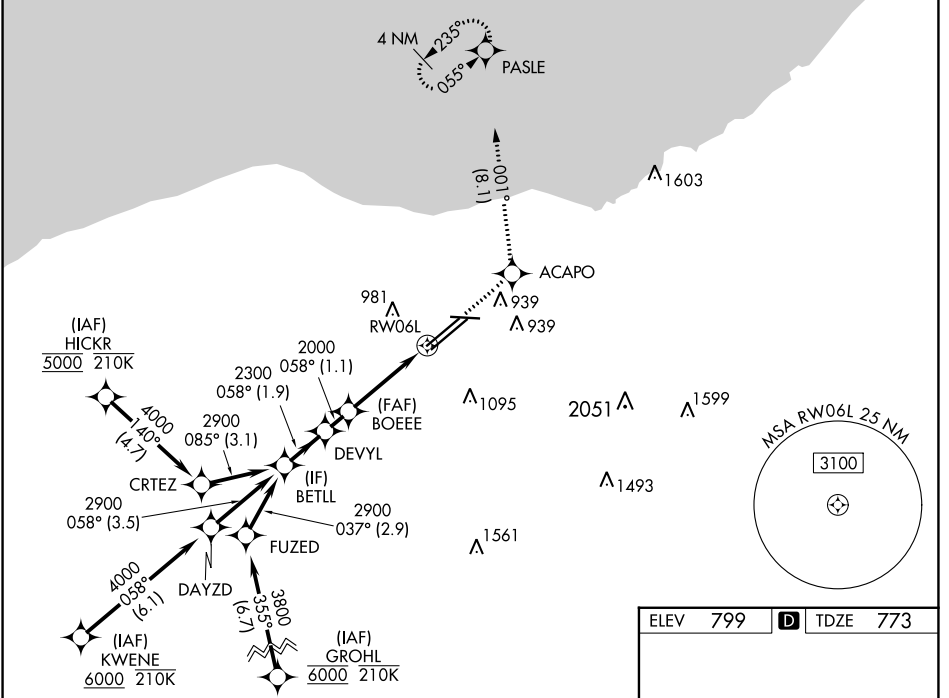 4 NM
235°
055°
PASLE
001°
(8.1)
1603
ACAPO
981
939
RW06L
939
(IAF)
HICKR
5000 210K
2000
058° (1.1)
2300
058° (1.9)
4000
140°
(4.7)
2900
085° (3.1)
(FAF)
BOEEE
1095
2051
1599
MSA RW06L 25 NM
3100
DEVYL
CRTEZ
(IF)
BETLL
1493
2900
058° (3.5)
2900
037° (2.9)
FUZED
1561
DAYZD
4000
058°
(6.1)
3800
355°
(6.7)
(IAF)
KWENE
6000 210K
(IAF)
GROHL
6000 210K
ELEV 799 D TDZE 773